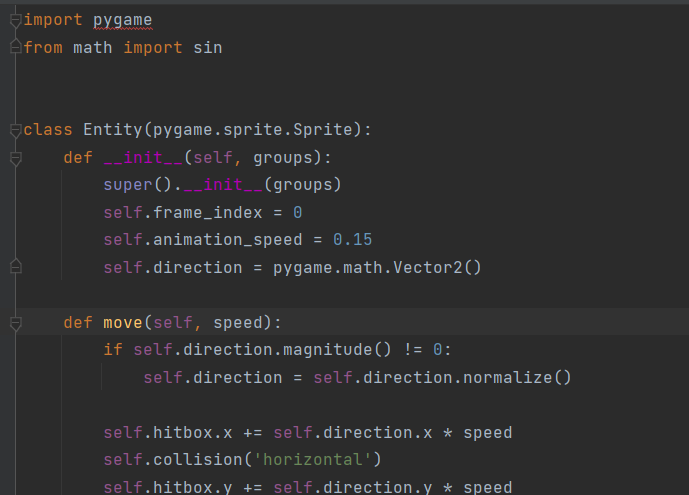 import pygame
from math import sin
class Entity(pygame.sprite.Sprite):
def __init__(self, groups):
super().__init__(groups)
self.frame_index = 0
self.animation_speed = 0.15
self.direction = pygame.math.Vector2()
def move(self, speed):
if self.direction.magnitude() != 0:
self.direction = self.direction.normalize()
self.hitbox.x += self.direction.x * speed
self.collision('horizontal')
self.hitbox.y += self.direction.y * speed